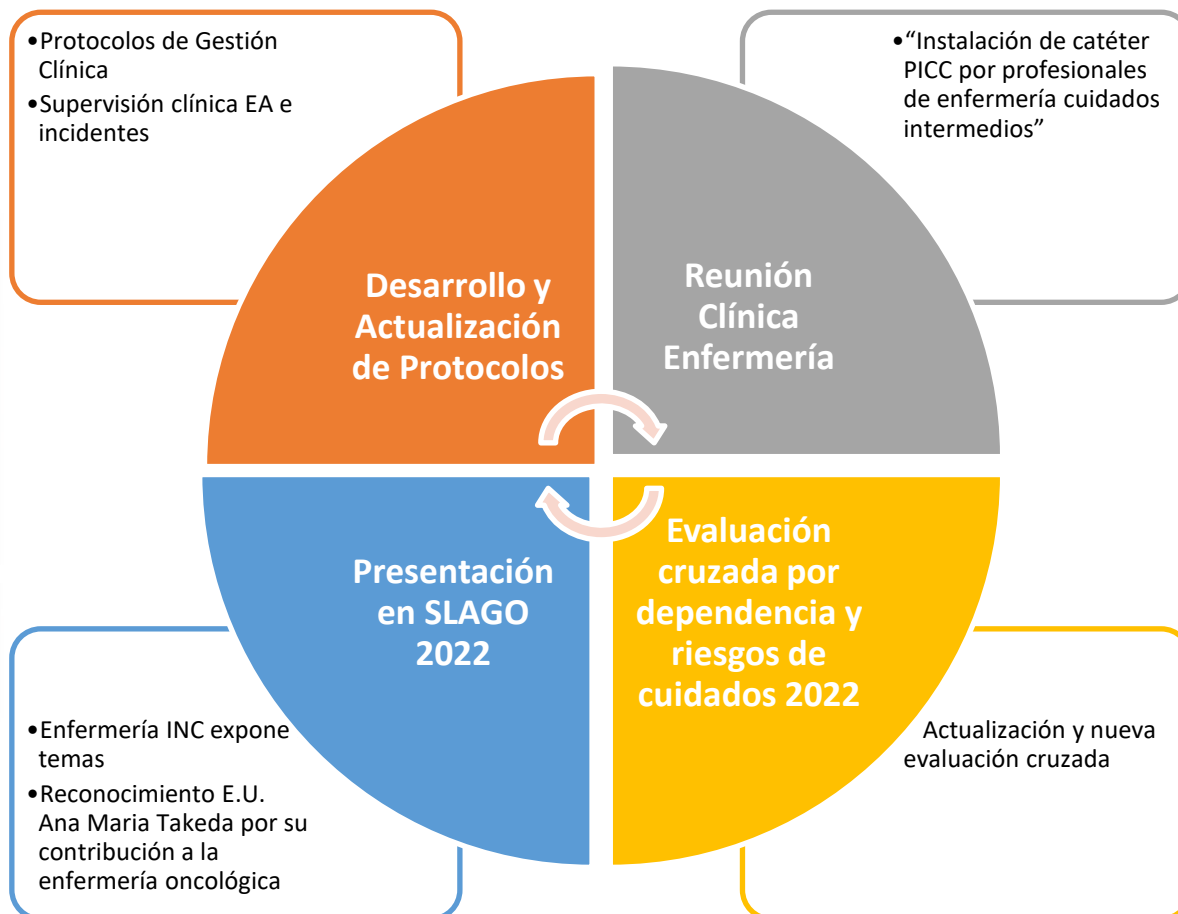 •Protocolos de Gestión
Clínica
•Supervisión clínica EA e
incidentes
•“Instalación de catéter
PICC por profesionales
de enfermería cuidados
intermedios”
Desarrollo y
Actualización
de Protocolos
Reunión
Clínica
Enfermería
Presentación
en SLAGO
2022
Evaluación
cruzada por
dependencia y
riesgos de
cuidados 2022
•Enfermería INC expone
temas
•Reconocimiento E.U.
Ana Maria Takeda por su
contribución a la
enfermería oncológica
Actualización y nueva
evaluación cruzada